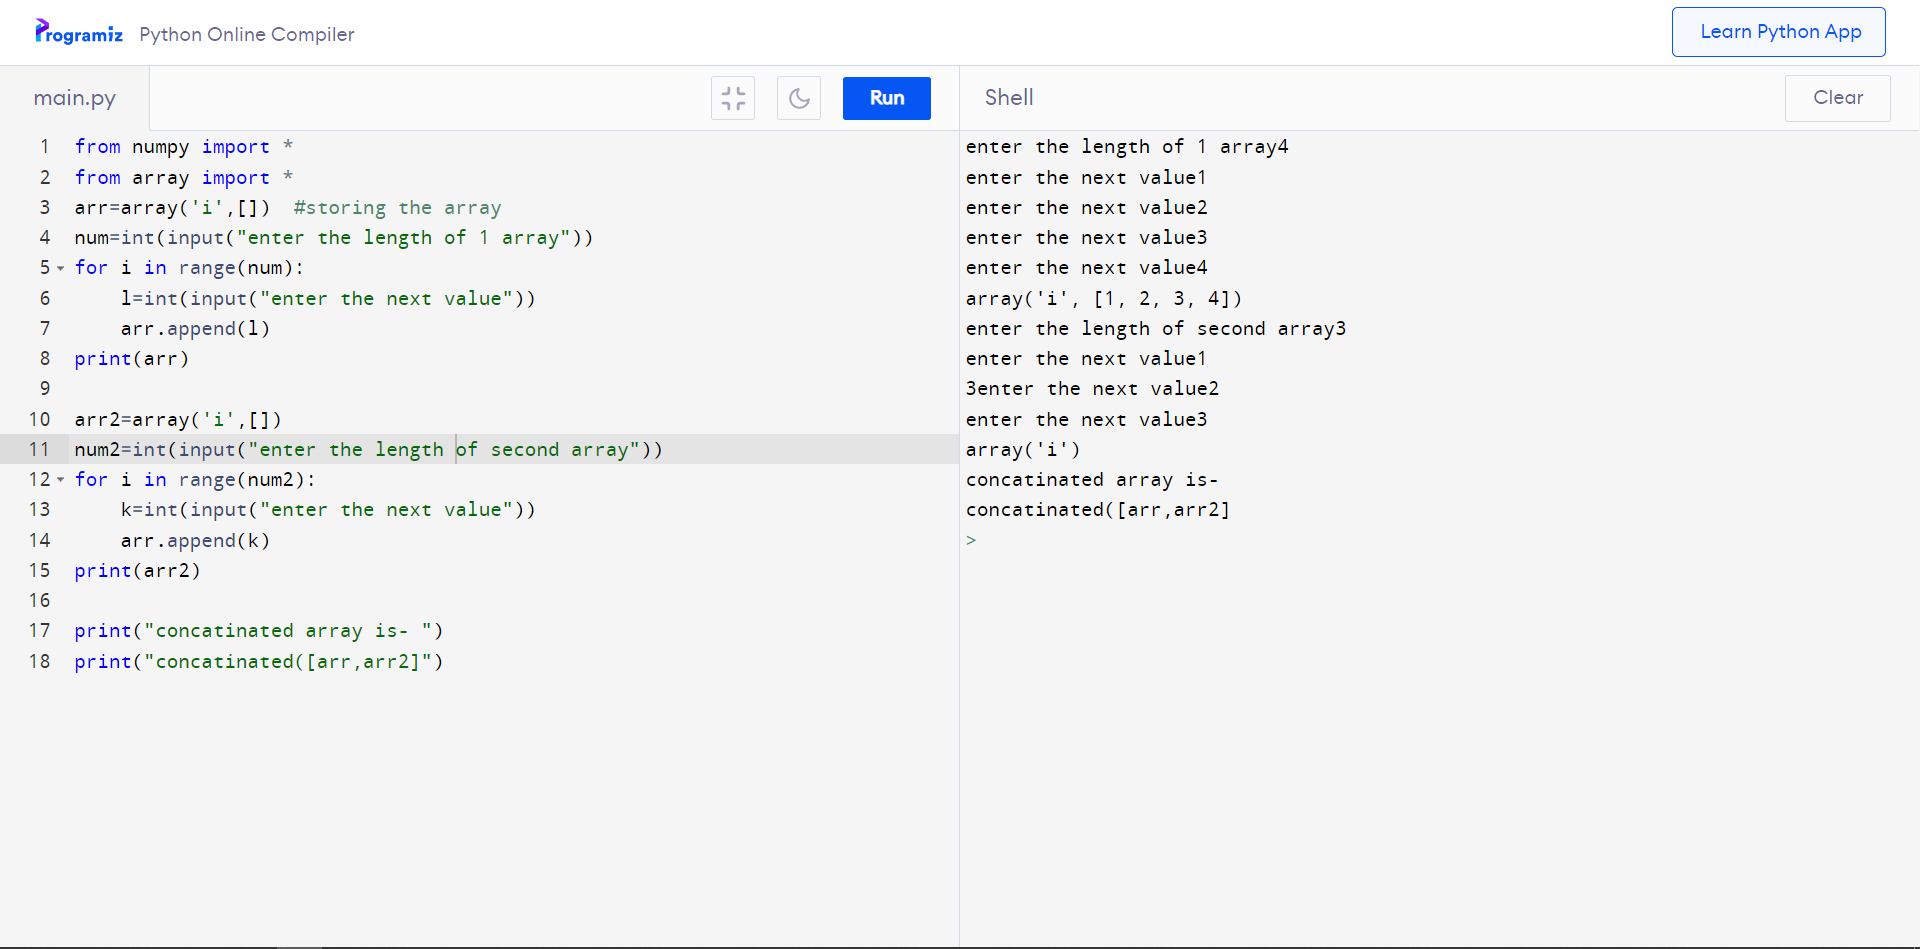 Programiz Python Online Compiler
Learn Python App
main.py
Run
Shell
Clear
1 from numpy import *
2 from array import *
3 arr=array('i',[])  #storing the array
4 num=int(input("enter the length of 1 array"))
5 for i in range(num):
6     l=int(input("enter the next value"))
7     arr.append(l)
8 print(arr)
9
10 arr2=array('i',[])
11 num2=int(input("enter the length of second array"))
12 for i in range(num2):
13     k=int(input("enter the next value"))
14     arr.append(k)
15 print(arr2)
16
17 print("concatinated array is- ")
18 print("concatinated([arr,arr2]")
enter the length of 1 array4
enter the next value1
enter the next value2
enter the next value3
enter the next value4
array('i', [1, 2, 3, 4])
enter the length of second array3
enter the next value1
3enter the next value2
enter the next value3
array('i')
concatinated array is-
concatinated([arr,arr2]
>